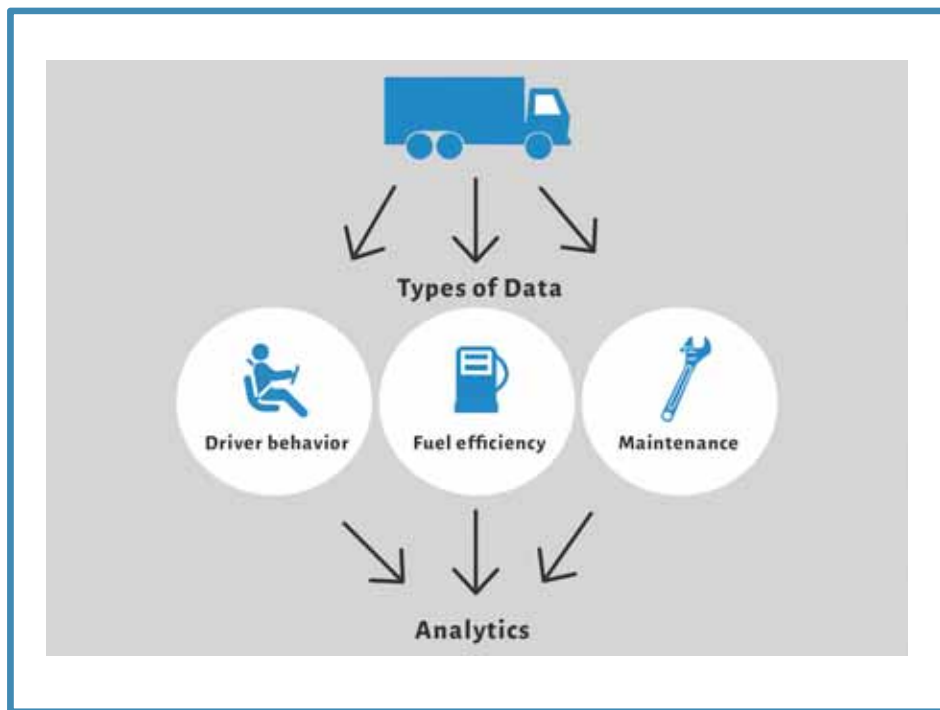 Types of Data
Driver behavior
Fuel efficiency
Maintenance
Analytics